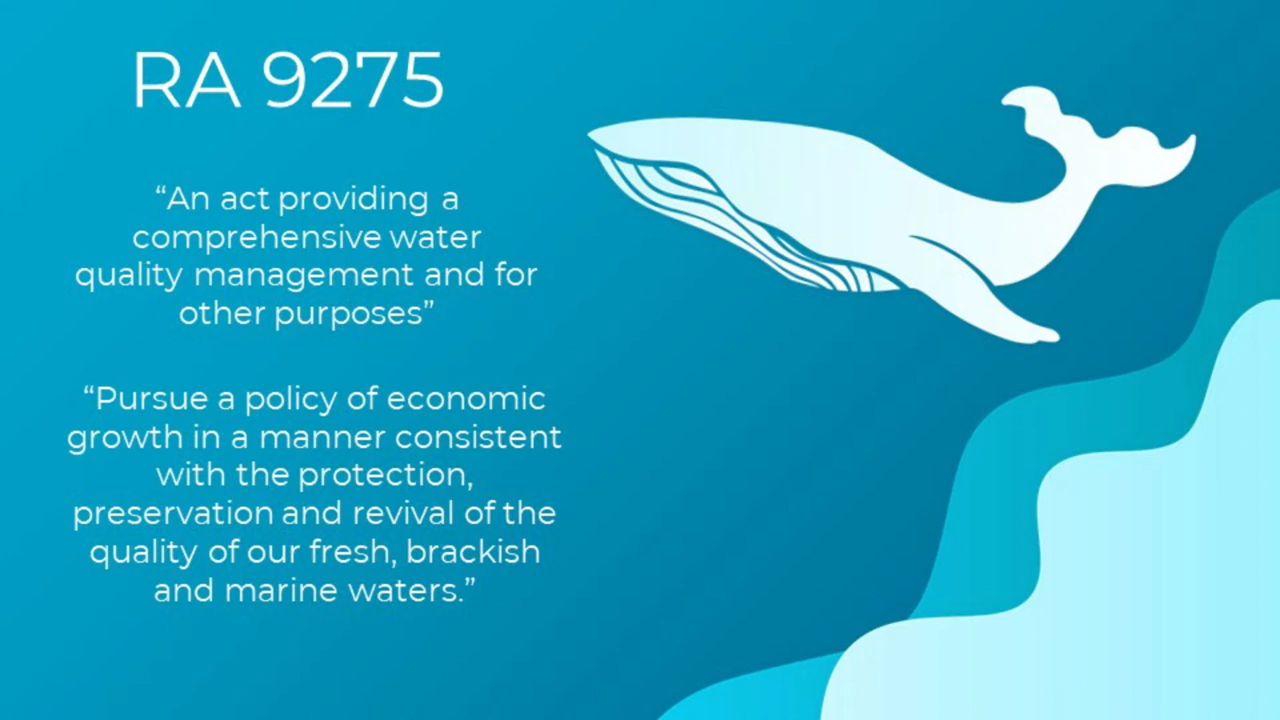 RA 9275
“An act providing a
comprehensive water
quality management and for
other purposes”
“Pursue a policy of economic
growth in a manner consistent
with the protection,
preservation and revival of the
quality of our fresh, brackish
and marine waters.”